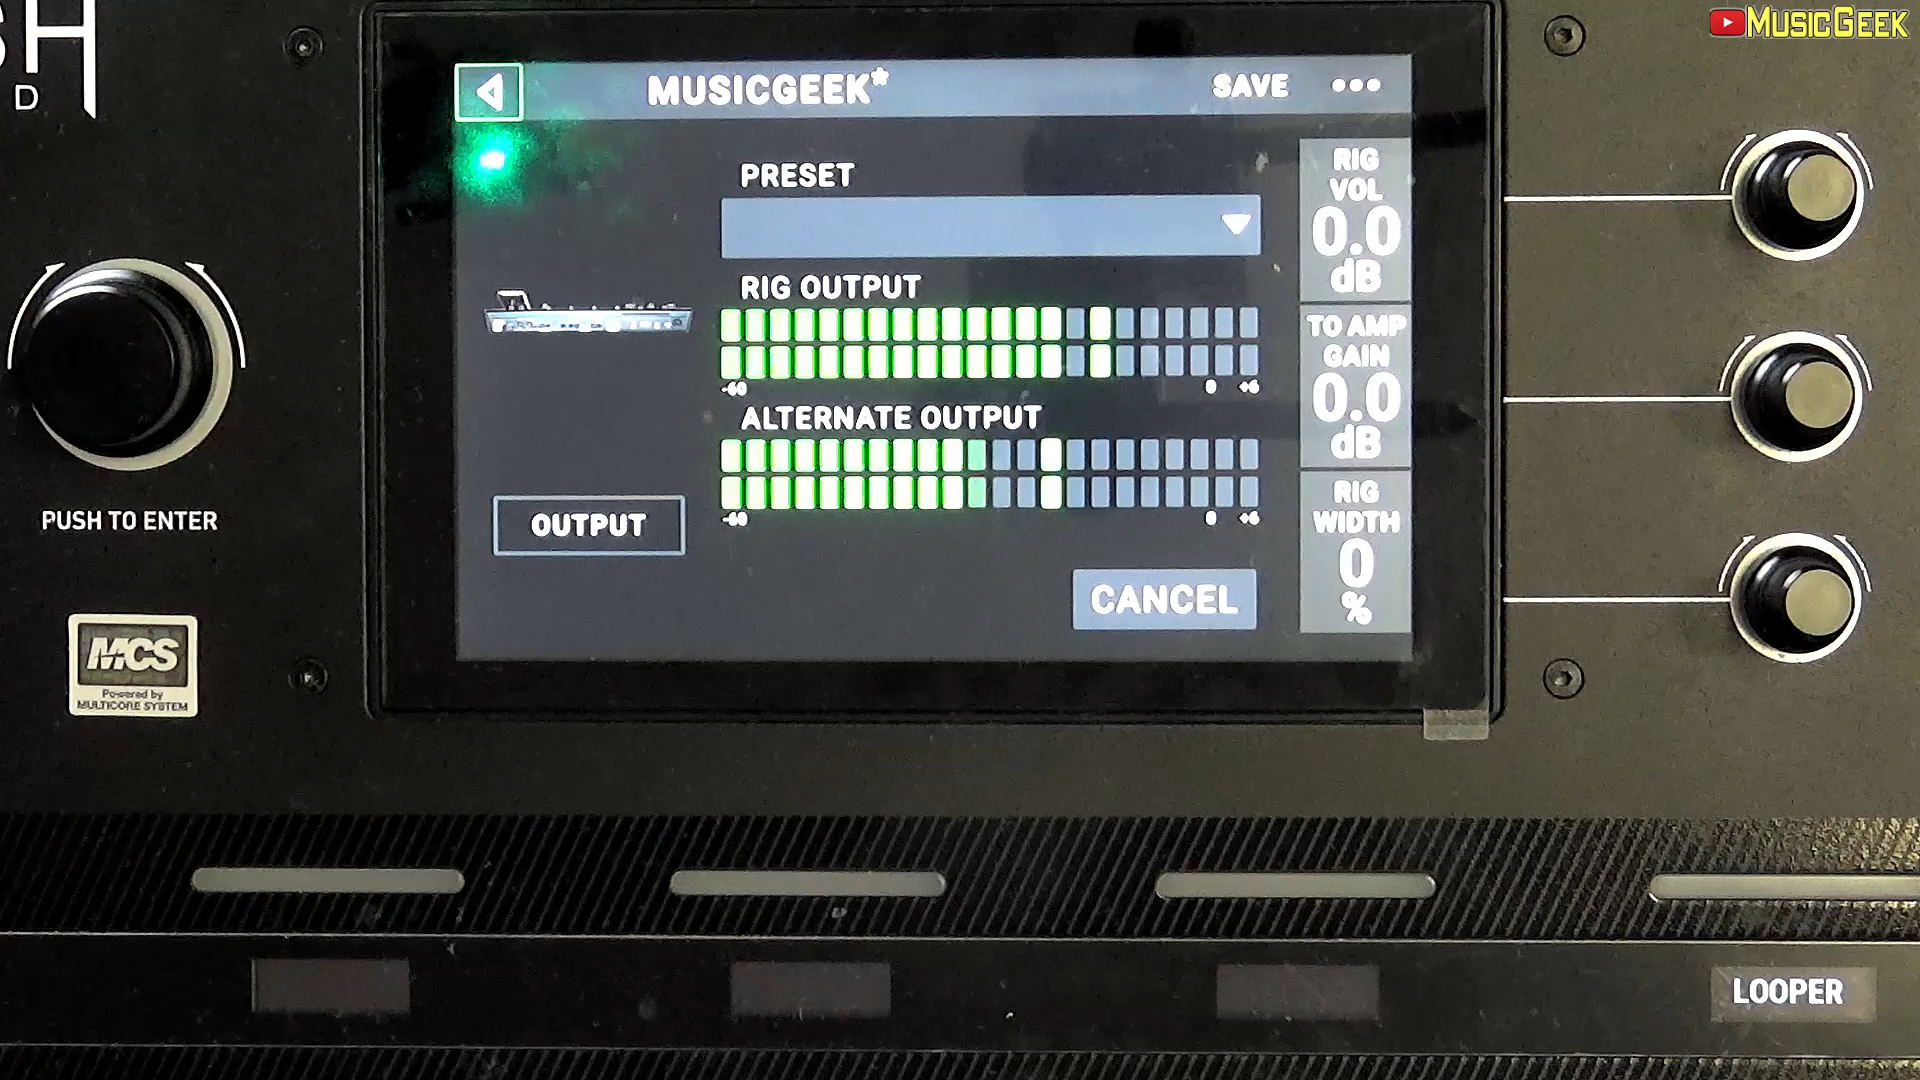 SH
D
MUSICGEEK
MUSICGEEK*
SAVE
•••
PRESET
RIG OUTPUT
-60 0 +6
ALTERNATE OUTPUT
-60 0 +6
OUTPUT
CANCEL
RIG
VOL
0.0
dB
TO AMP
GAIN
0.0
dB
RIG
WIDTH
0
%
PUSH TO ENTER
MCS
Powered by
MULTICORE SYSTEM
LOOPER